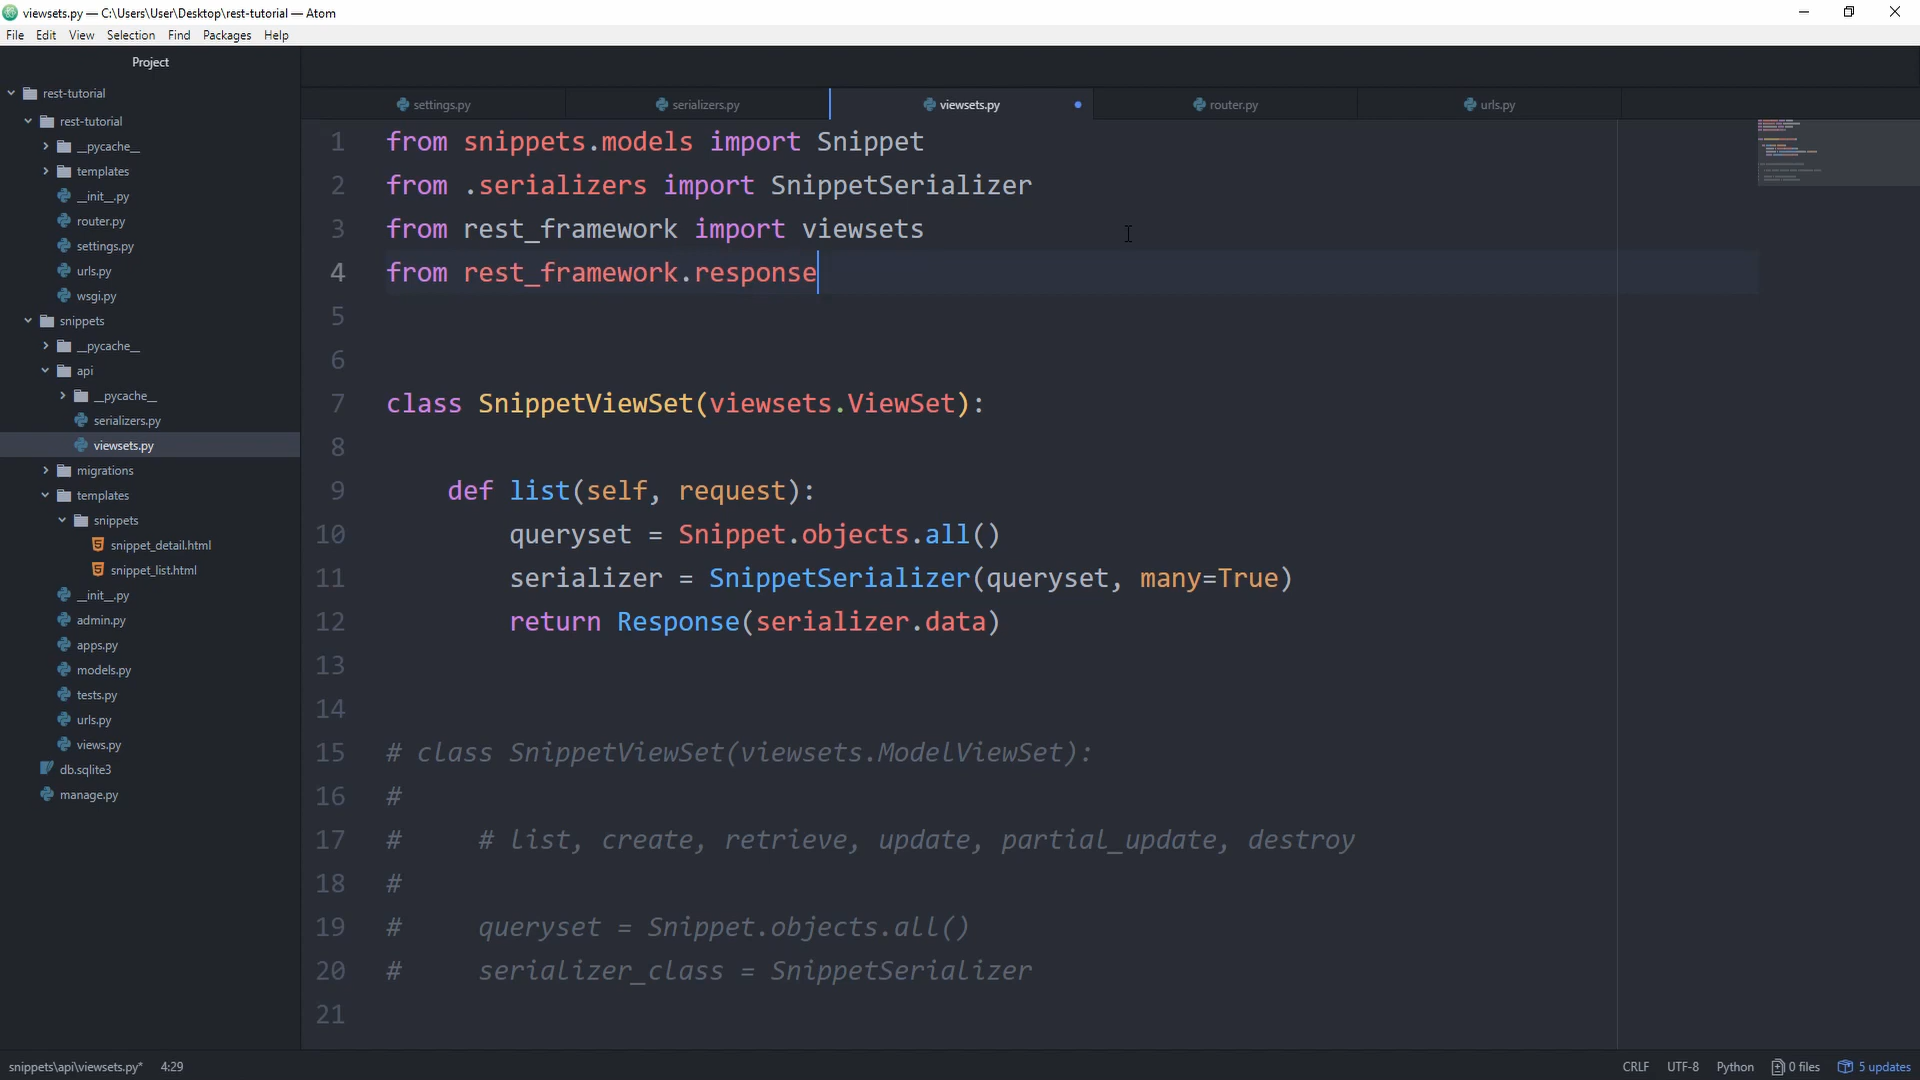 viewsets.py — C:\Users\User\Desktop\rest-tutorial — Atom
File Edit View Selection Find Packages Help
Project
rest-tutorial
rest-tutorial
__pycache__
templates
__init__.py
router.py
settings.py
urls.py
wsgi.py
snippets
__pycache__
api
__pycache__
serializers.py
viewsets.py
migrations
templates
snippets
snippet_detail.html
snippet_list.html
__init__.py
admin.py
apps.py
models.py
tests.py
urls.py
views.py
db.sqlite3
manage.py
settings.py serializers.py viewsets.py router.py urls.py
1 from snippets.models import Snippet
2 from .serializers import SnippetSerializer
3 from rest_framework import viewsets
4 from rest_framework.response
5
6
7 class SnippetViewSet(viewsets.ViewSet):
8
9     def list(self, request):
10         queryset = Snippet.objects.all()
11         serializer = SnippetSerializer(queryset, many=True)
12         return Response(serializer.data)
13
14
15 # class SnippetViewSet(viewsets.ModelViewSet):
16 #
17 #     # list, create, retrieve, update, partial_update, destroy
18 #
19 #     queryset = Snippet.objects.all()
20 #     serializer_class = SnippetSerializer
21
snippets\api\viewsets.py* 4:29 CRLF UTF-8 Python 0 files 5 updates